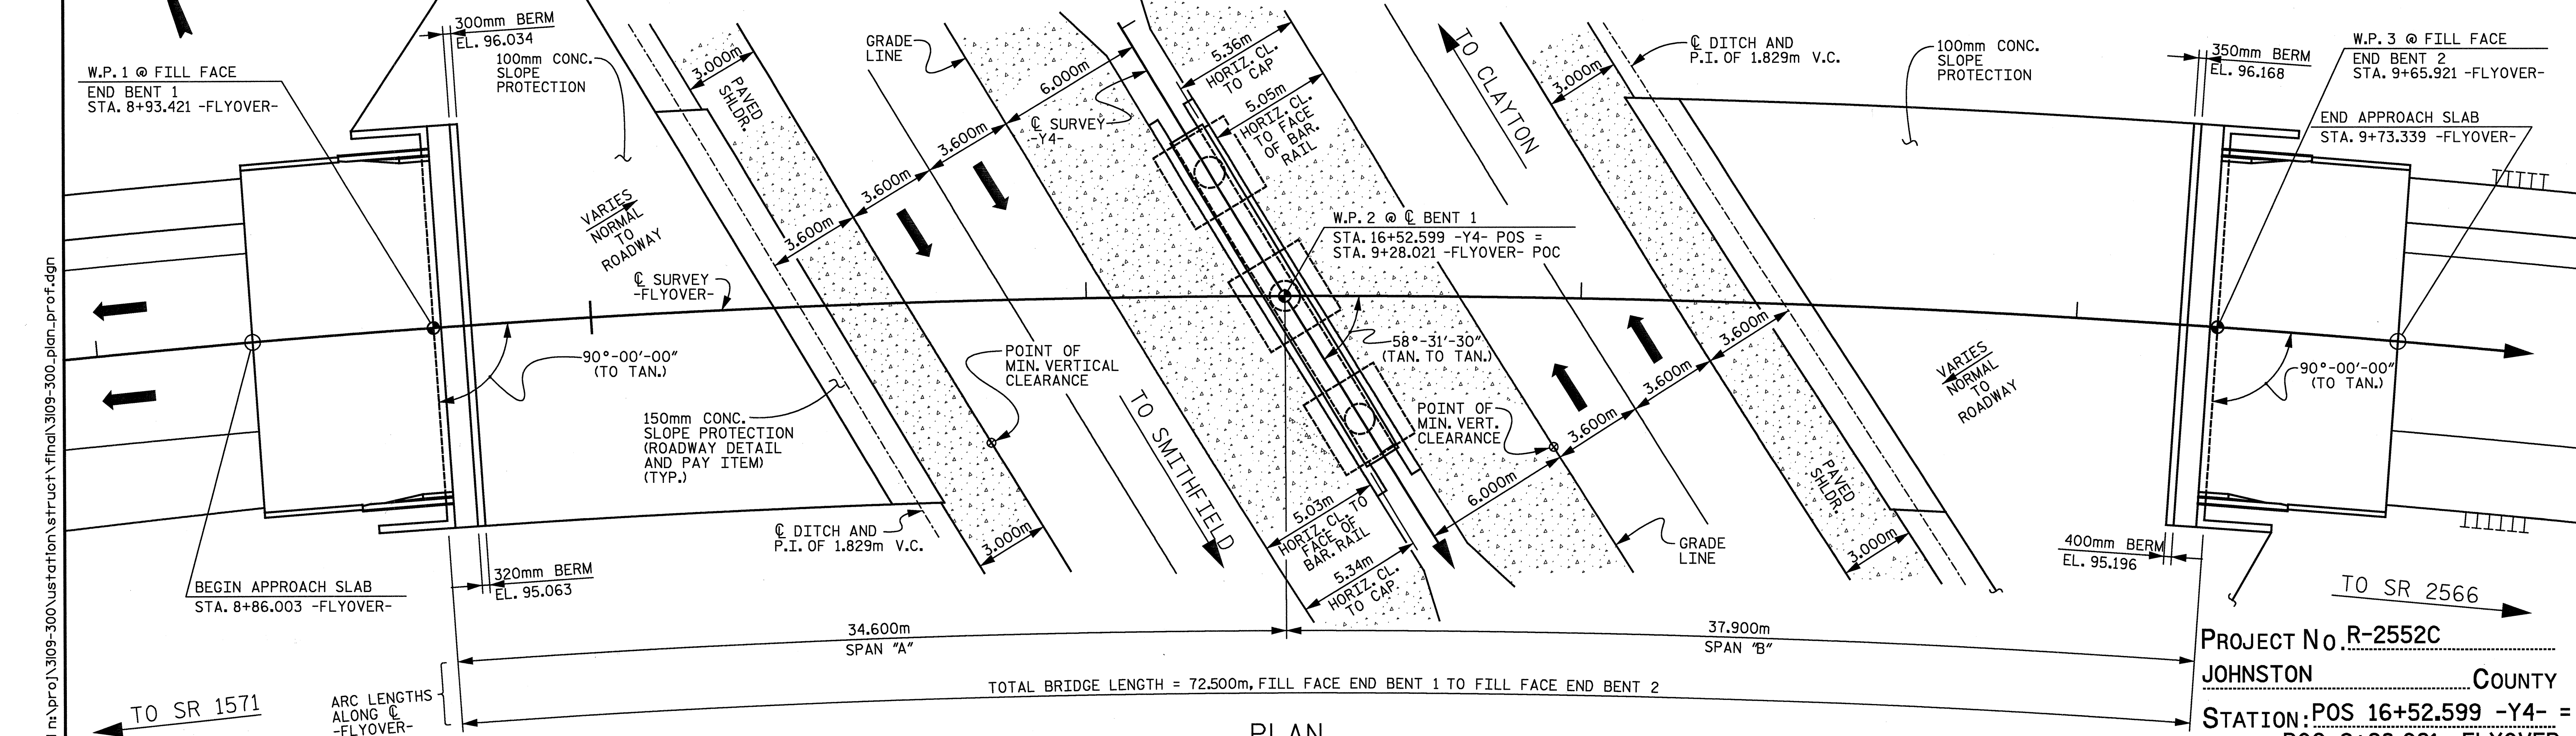 300mm BERM
EL. 96.034
100mm CONC.
SLOPE
PROTECTION
W.P. 1 @ FILL FACE
END BENT 1
STA. 8+93.421 -FLYOVER-
3.000m
PAVED
SHLDR.
GRADE
LINE
6.000m
3.600m
3.600m
3.600m
℄ SURVEY
-Y4-
5.36m
HORIZ. CL.
TO CAP
5.05m
HORIZ. CL.
TO FACE
OF BAR.
RAIL
TO CLAYTON
3.000m
℄ DITCH AND
P.I. OF 1.829m V.C.
100mm CONC.
SLOPE
PROTECTION
350mm BERM
EL. 96.168
W.P. 3 @ FILL FACE
END BENT 2
STA. 9+65.921 -FLYOVER-
END APPROACH SLAB
STA. 9+73.339 -FLYOVER-
VARIES
NORMAL
TO
ROADWAY
℄ SURVEY
-FLYOVER-
W.P. 2 @ ℄ BENT 1
STA. 16+52.599 -Y4- POS =
STA. 9+28.021 -FLYOVER- POC
90°-00'-00"
(TO TAN.)
POINT OF
MIN. VERTICAL
CLEARANCE
58°-31'-30"
(TAN. TO TAN.)
3.600m
3.600m
3.600m
6.000m
VARIES
NORMAL
TO
ROADWAY
90°-00'-00"
(TO TAN.)
150mm CONC.
SLOPE PROTECTION
(ROADWAY DETAIL
AND PAY ITEM)
(TYP.)
TO SMITHFIELD
POINT OF
MIN. VERT.
CLEARANCE
PAVED
SHLDR.
3.000m
℄ DITCH AND
P.I. OF 1.829m V.C.
3.000m
5.03m
HORIZ. CL. TO
FACE OF
BAR. RAIL
5.34m
HORIZ. CL.
TO CAP
GRADE
LINE
400mm BERM
EL. 95.196
320mm BERM
EL. 95.063
BEGIN APPROACH SLAB
STA. 8+86.003 -FLYOVER-
TO SR 2566
34.600m
SPAN "A"
37.900m
SPAN "B"
TOTAL BRIDGE LENGTH = 72.500m, FILL FACE END BENT 1 TO FILL FACE END BENT 2
ARC LENGTHS
ALONG ℄
-FLYOVER-
TO SR 1571
PLAN
PROJECT NO. R-2552C
JOHNSTON COUNTY
STATION: POS 16+52.599 -Y4- =
n:\proj\3109-300\ustation\struct\final\3109-300_plan_prof.dgn